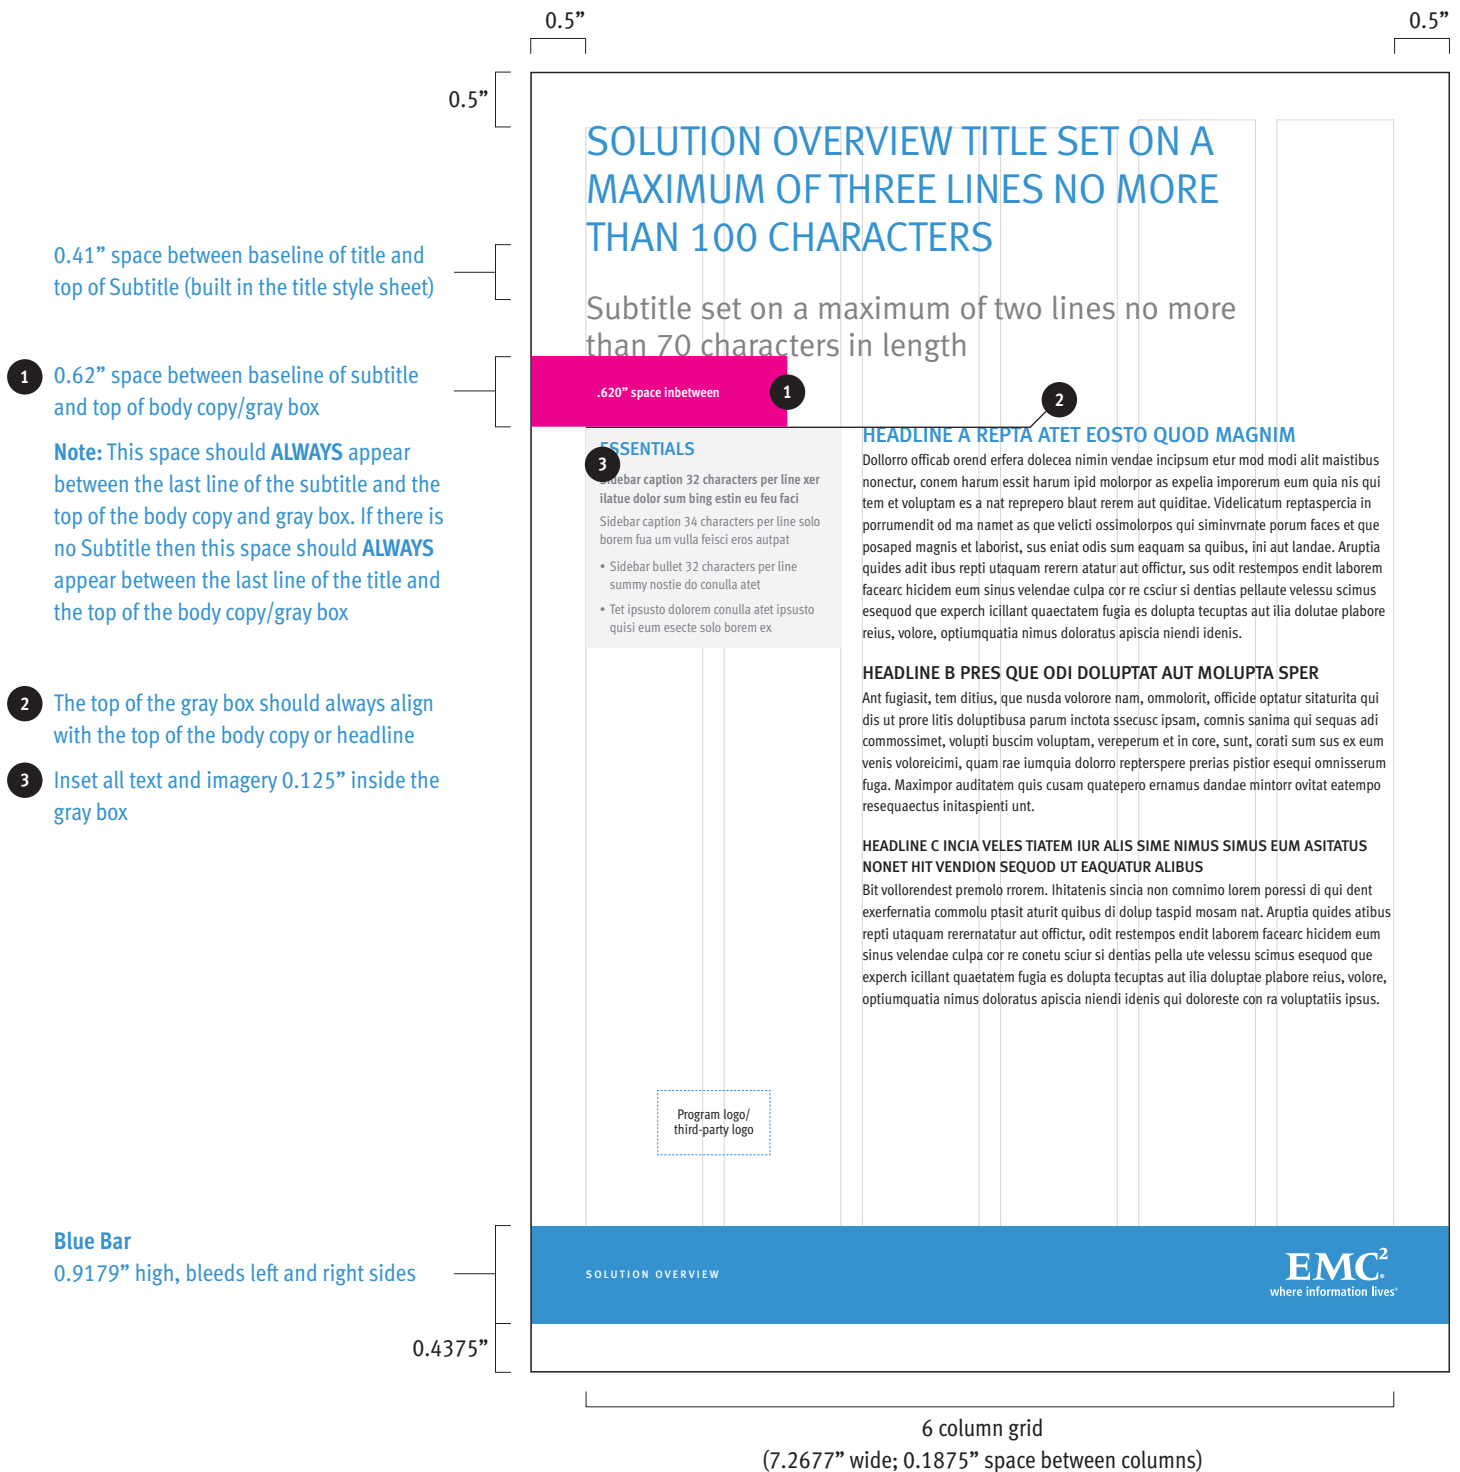 0.5”
0.5”
0.5”
SOLUTION OVERVIEW TITLE SET ON A
MAXIMUM OF THREE LINES NO MORE
THAN 100 CHARACTERS
0.41” space between baseline of title and
top of Subtitle (built in the title style sheet)
Subtitle set on a maximum of two lines no more
than 70 characters in length
1
0.62” space between baseline of subtitle
and top of body copy/gray box
Note: This space should ALWAYS appear
between the last line of the subtitle and the
top of the body copy and gray box. If there is
no Subtitle then this space should ALWAYS
appear between the last line of the title and
the top of the body copy/gray box
2
The top of the gray box should always align
with the top of the body copy or headline
3
Inset all text and imagery 0.125” inside the
gray box
.620” space inbetween
1
2
3
ESSENTIALS
Sidebar caption 32 characters per line xer
ilatue dolor sum bing estin eu feu faci
Sidebar caption 34 characters per line solo
borem fua um vulla feisci eros autpat
• Sidebar bullet 32 characters per line
summy nostie do conulla atet
• Tet ipsusto dolorem conulla atet ipsusto
quisi eum esecte solo borem ex
HEADLINE A REPTA ATET EOSTO QUOD MAGNIM
Dollorro officab orend erfera dolecea nimin vendae incipsum etur mod modi alit maistibus
nonectur, conem harum essit harum ipid molorpor as expelia imporerum eum quia nis qui
tem et voluptam es a nat reprepero blaut rerem aut quiditae. Videlicatum reptaspercia in
porrumendit od ma namet as que velicti ossimolorpos qui siminvrnate porum faces et que
posaped magnis et laborist, sus eniat odis sum eaquam sa quibus, ini aut landae. Aruptia
quides adit ibus repti utaquam rerern atatur aut offictur, sus odit restempos endit laborem
facearc hicidem eum sinus velendae culpa cor re csciur si dentias pellaute velessu scimus
esequod que experch icillant quaectatem fugia es dolupta tecuptas aut ilia dolutae plabore
reius, volore, optiumquatia nimus doloratus apiscia niendi idenis.
HEADLINE B PRES QUE ODI DOLUPTAT AUT MOLUPTA SPER
Ant fugiasit, tem ditius, que nusda volorore nam, ommolorit, officide optatur sitaturita qui
dis ut prore litis doluptibusa parum inctota ssecusc ipsam, comnis sanima qui sequas adi
commossimet, volupti buscim voluptam, vereperum et in core, sunt, corati sum sus ex eum
venis voloreicimi, quam rae iumquia dolorro repterspere prerias pistior esequi omnisserum
fuga. Maximpor auditatem quis cusam quatepero ernamus dandae mintorr ovitat eatempo
resequaectus initaspienti unt.
HEADLINE C INCIA VELES TIATEM IUR ALIS SIME NIMUS SIMUS EUM ASITATUS
NONET HIT VENDION SEQUOD UT EAQUATUR ALIBUS
Bit vollorendest premolo rrorem. Ihitatenis sincia non comnimo lorem poressi di qui dent
exerfernatia commolu ptasit aturit quibus di dolup taspid mosam nat. Aruptia quides atibus
repti utaquam rerernatatur aut offictur, odit restempos endit laborem facearc hicidem eum
sinus velendae culpa cor re conetu sciur si dentias pella ute velessu scimus esequod que
experch icillant quaetatem fugia es dolupta tecuptas aut ilia doluptae plabore reius, volore,
optiumquatia nimus doloratus apiscia niendi idenis qui doloreste con ra voluptatiis ipsus.
Program logo/
third-party logo
Blue Bar
0.9179” high, bleeds left and right sides
SOLUTION OVERVIEW
EMC²
where information lives®
0.4375”
6 column grid
(7.2677” wide; 0.1875” space between columns)